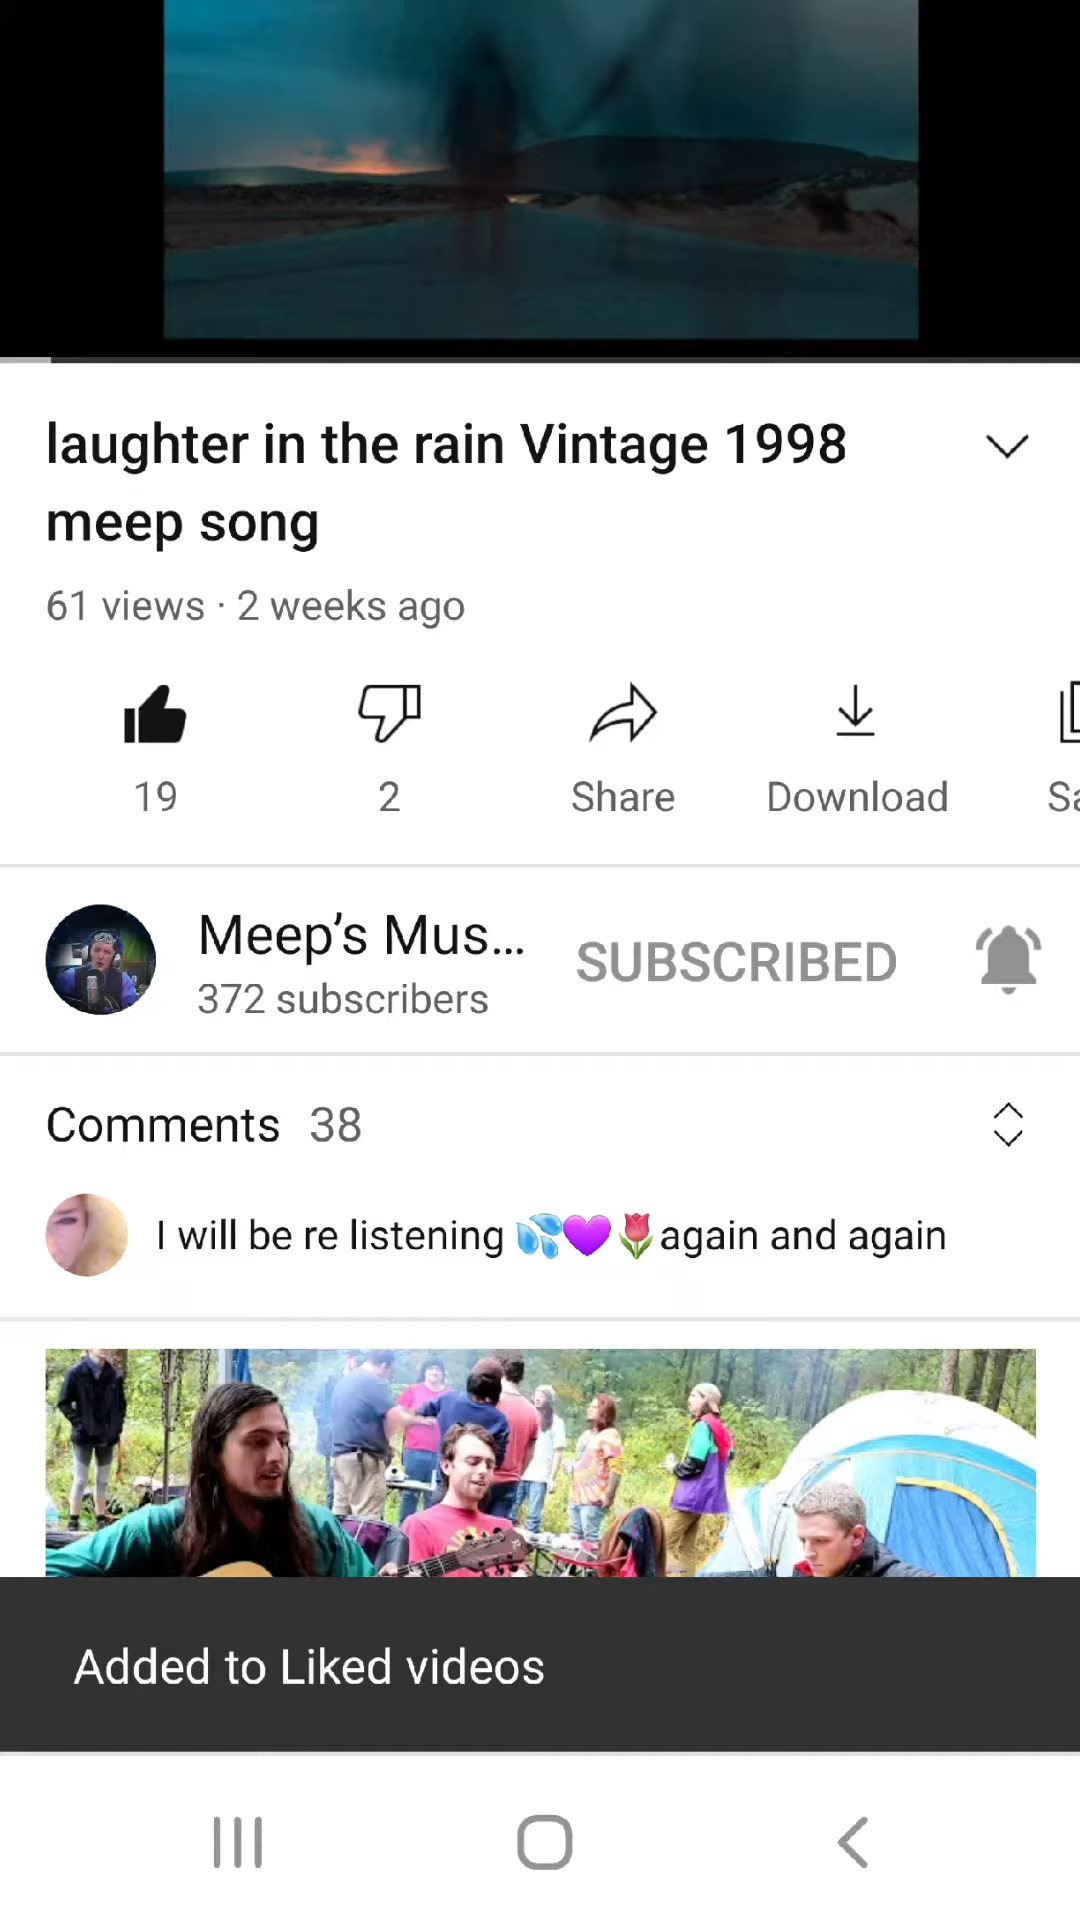 laughter in the rain Vintage 1998
meep song
61 views · 2 weeks ago
19
2
Share
Download
Sa
Meep’s Mus...
372 subscribers
SUBSCRIBED
Comments 38
I will be re listening 💦💜🌷again and again
Added to Liked videos